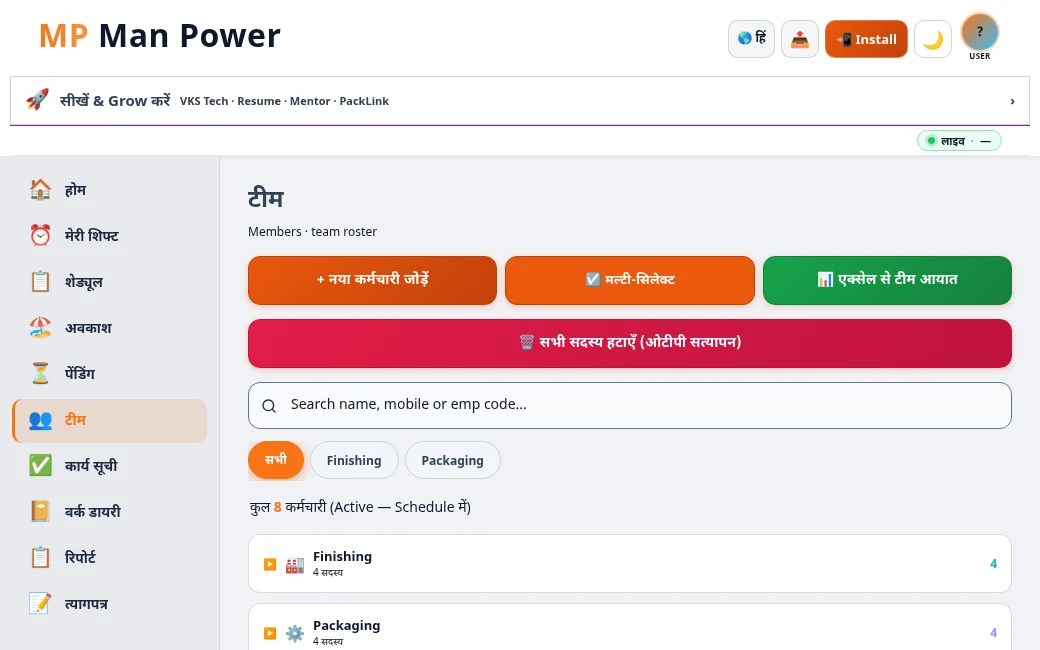 MP Man Power
हिं
Install
?
USER
सीखें & Grow करें VKS Tech · Resume · Mentor · PackLink ›
लाइव · —
होम
मेरी शिफ्ट
शेड्यूल
अवकाश
पेंडिंग
टीम
कार्य सूची
वर्क डायरी
रिपोर्ट
त्यागपत्र
टीम
Members · team roster
+ नया कर्मचारी जोड़ें
मल्टी-सिलेक्ट
एक्सेल से टीम आयात
सभी सदस्य हटाएँ (ओटीपी सत्यापन)
Search name, mobile or emp code...
सभी
Finishing
Packaging
कुल 8 कर्मचारी (Active — Schedule में)
Finishing
4 सदस्य
4
Packaging
4 सदस्य
4